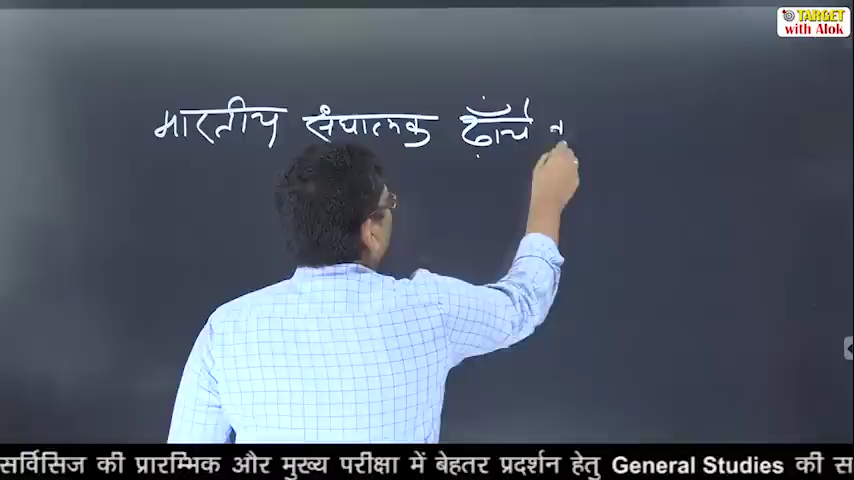 TARGET
with Alok
भारतीय संघात्मक ढाँचे
सर्विसिज की प्रारम्भिक और मुख्य परीक्षा में बेहतर प्रदर्शन हेतु General Studies की स